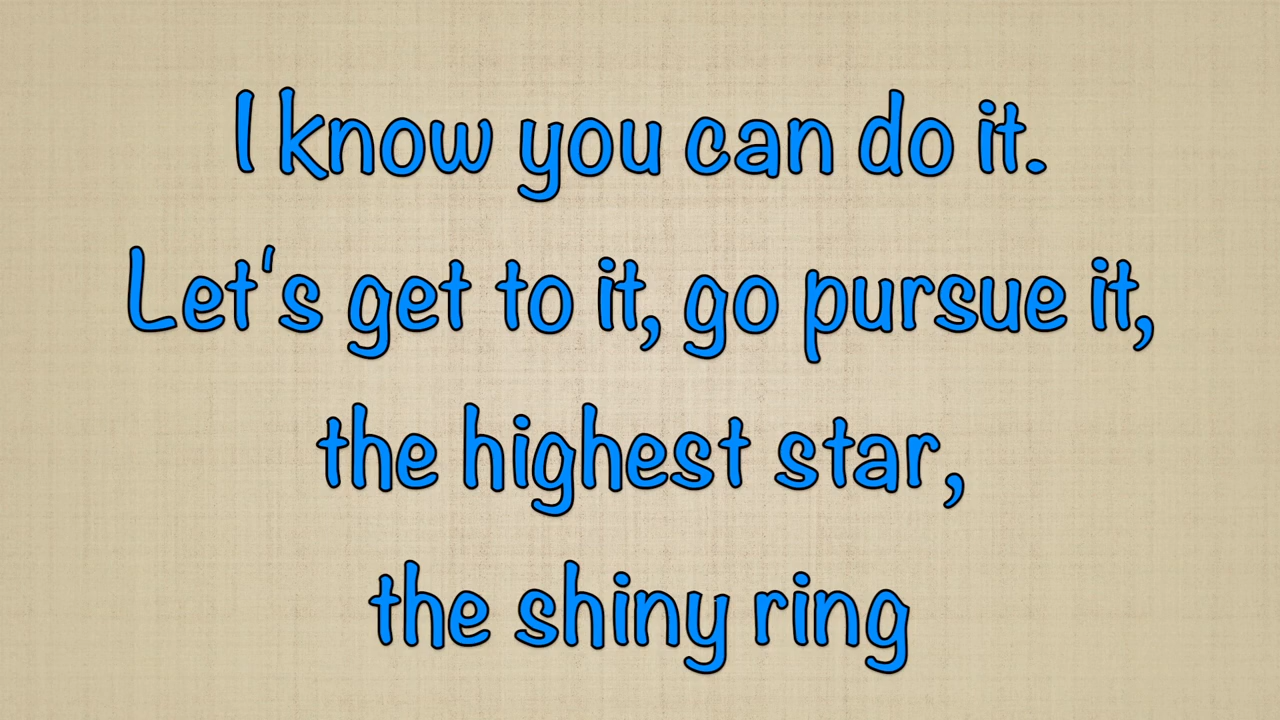 I know you can do it.
Let's get to it, go pursue it,
the highest star,
the shiny ring